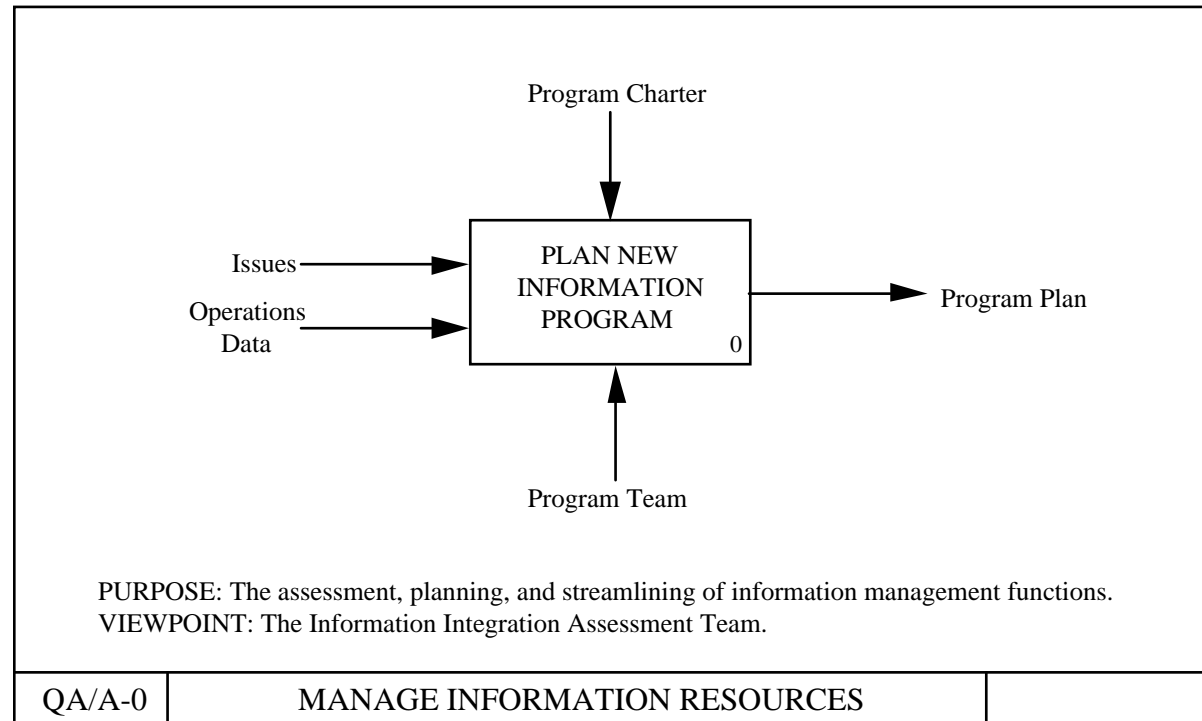 Program Charter
Issues
Operations
Data
PLAN NEW
INFORMATION
PROGRAM
0
Program Plan
Program Team
PURPOSE: The assessment, planning, and streamlining of information management functions.
VIEWPOINT: The Information Integration Assessment Team.
QA/A-0
MANAGE INFORMATION RESOURCES